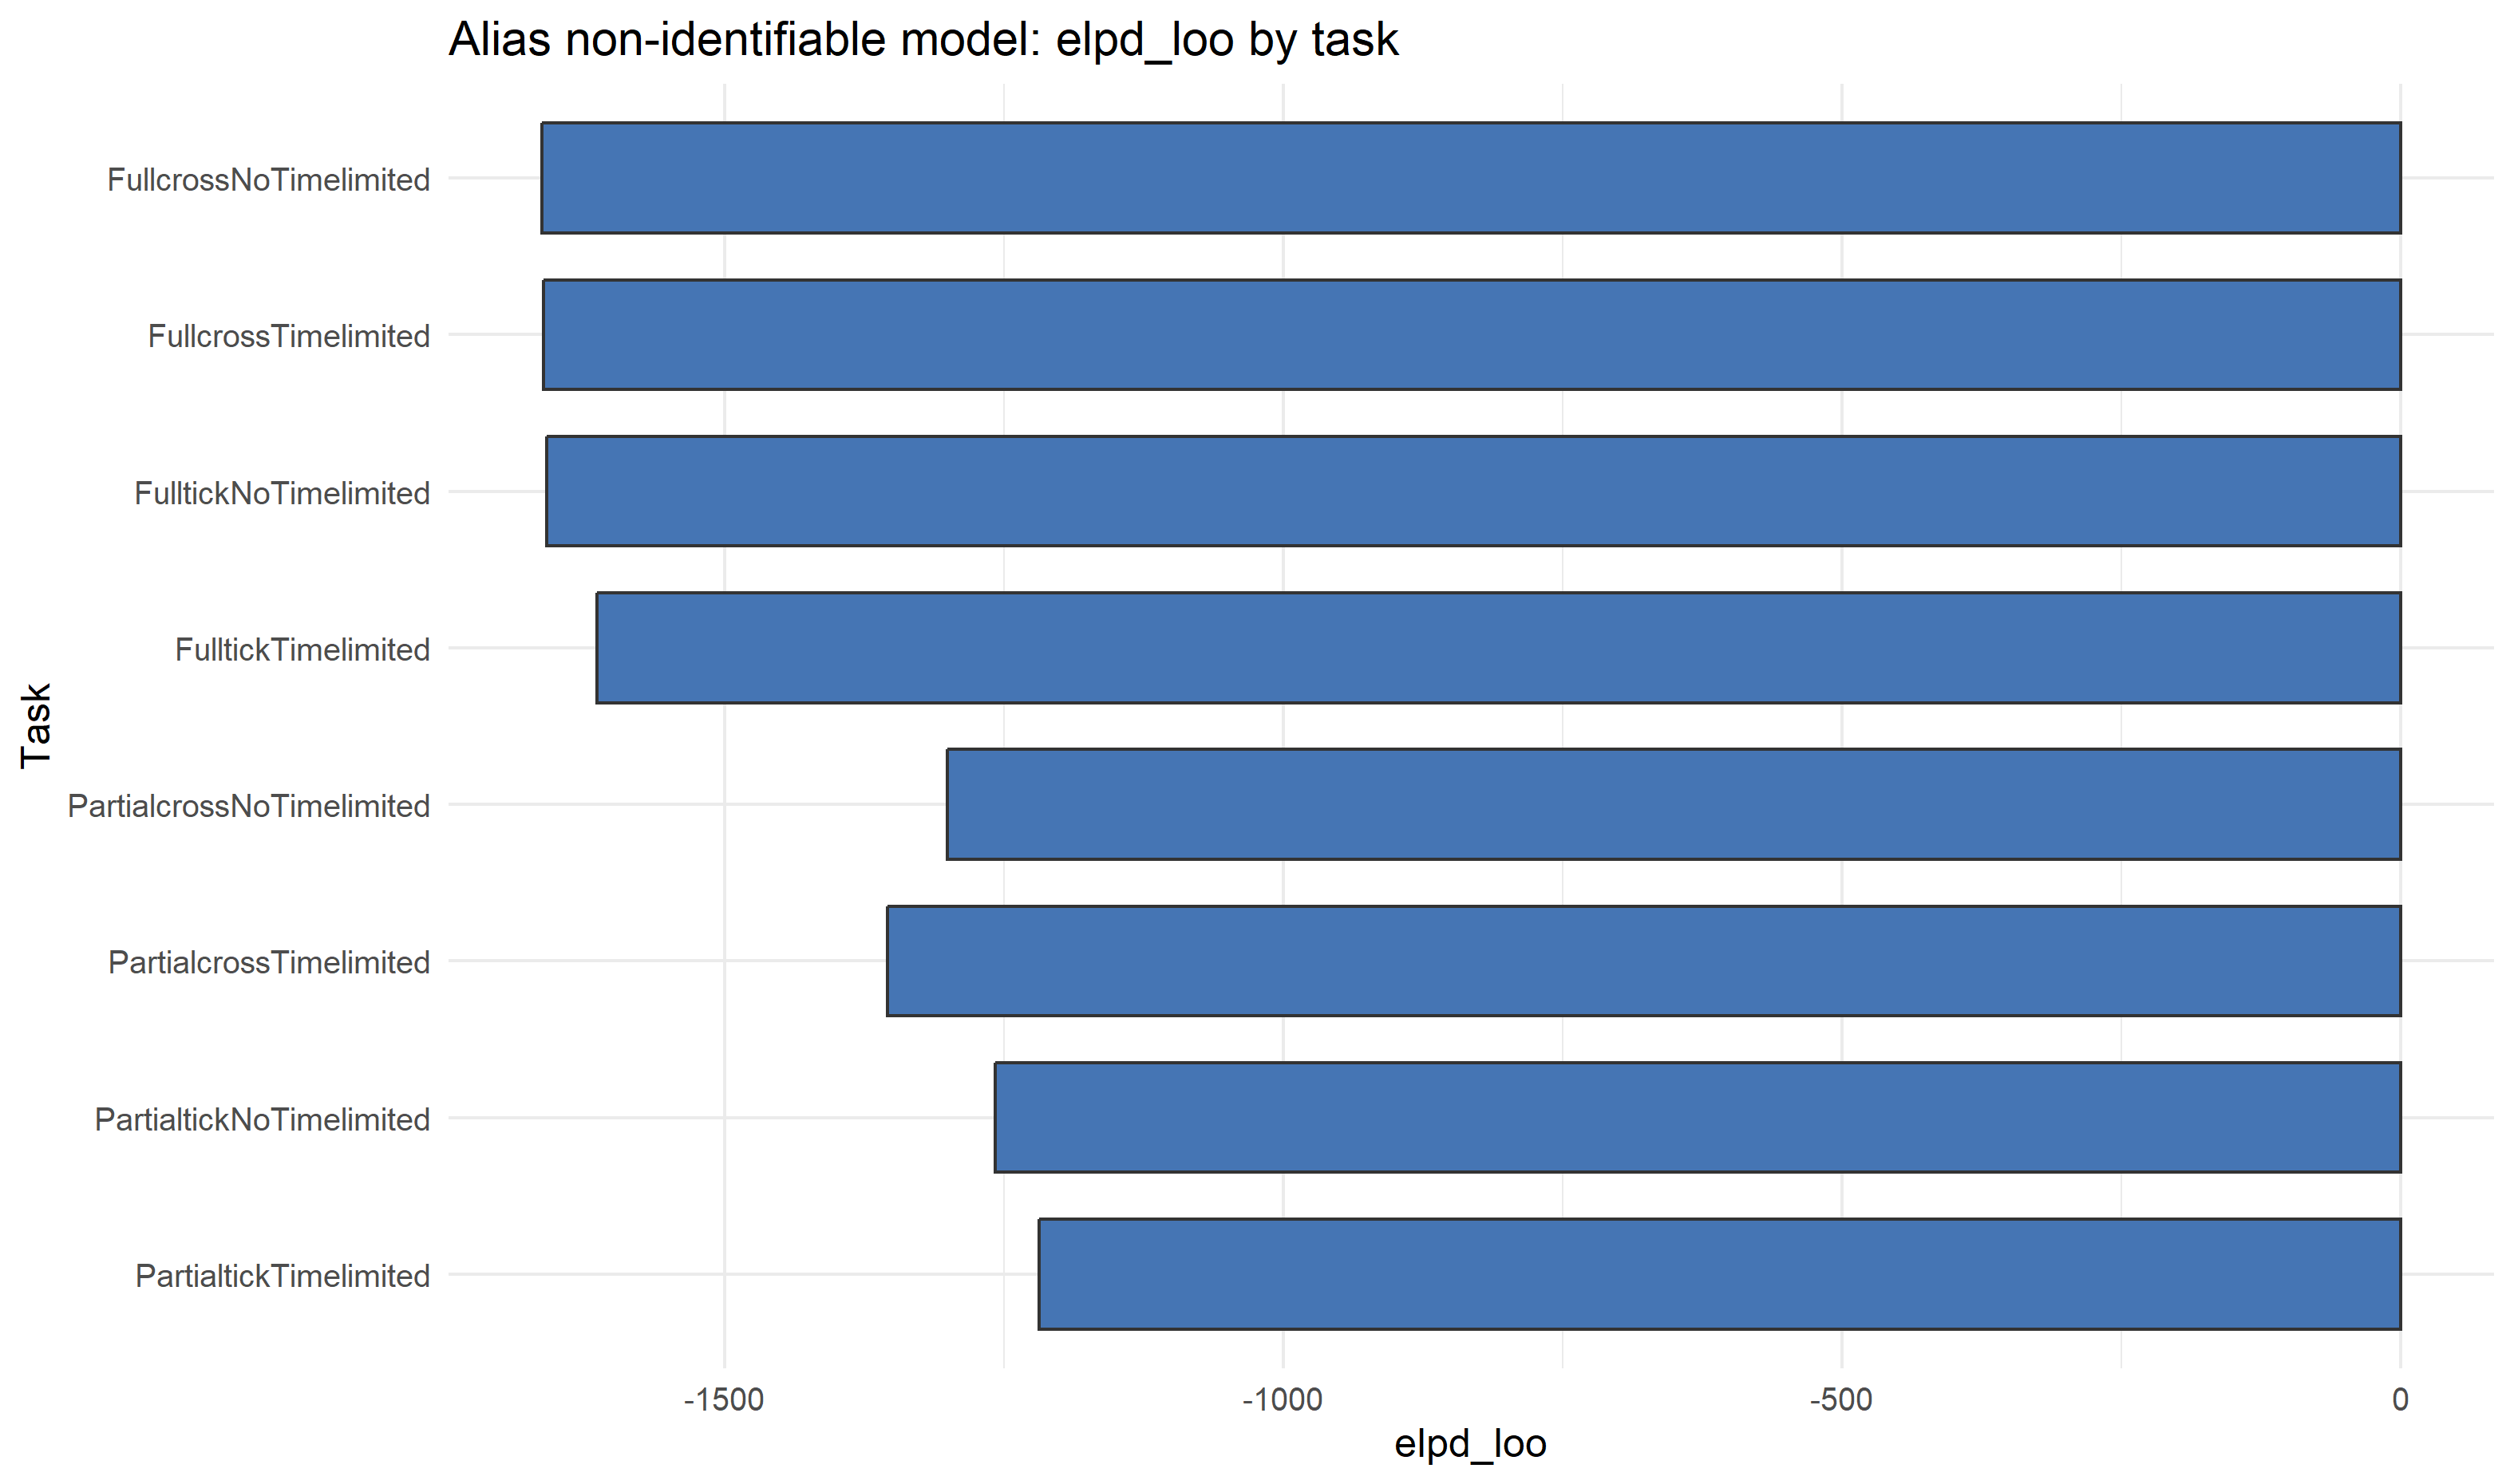 Alias non-identifiable model: elpd_loo by task
Task
FullcrossNoTimelimited
FullcrossTimelimited
FulltickNoTimelimited
FulltickTimelimited
PartialcrossNoTimelimited
PartialcrossTimelimited
PartialtickNoTimelimited
PartialtickTimelimited
-1500 -1000 -500 0
elpd_loo